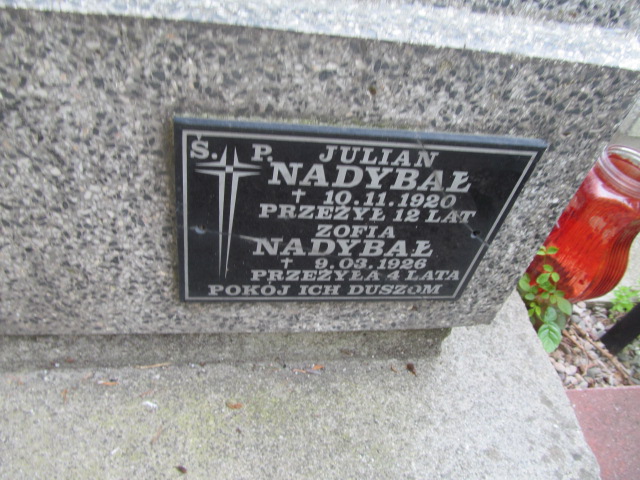 Ś. P. JULIAN
NADYBAŁ
† 10.11.1920
PRZEŻYŁ 12 LAT
ZOFIA
NADYBAŁ
† 9.03.1926
PRZEŻYŁA 4 LATA
POKÓJ ICH DUSZOM